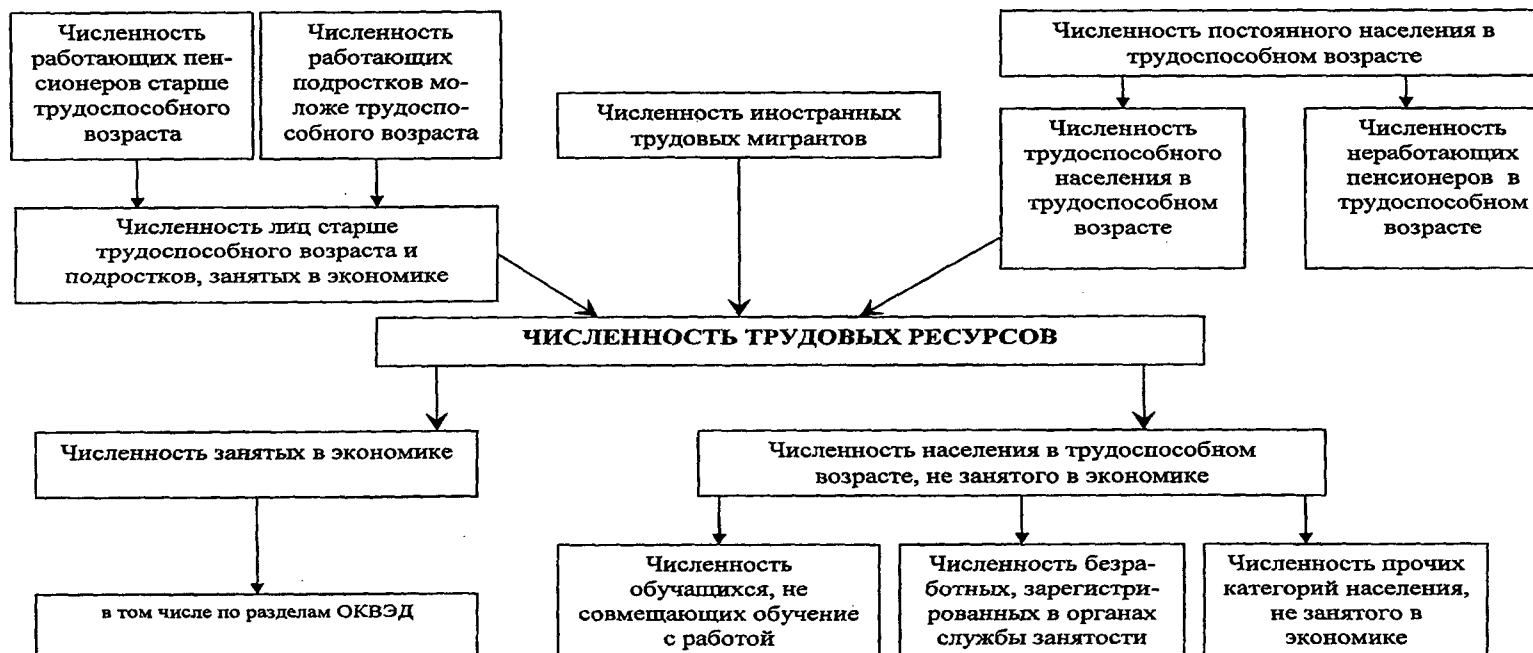 Численность
работающих пен-
сионеров старше
трудоспособного
возраста
Численность
работающих
подростков мо-
ложе трудоспо-
собного возраста
Численность иностранных
трудовых мигрантов
Численность постоянного населения в
трудоспособном возрасте
Численность
трудоспособного
населения в
трудоспособном
возрасте
Численность
неработающих
пенсионеров в
трудоспособном
возрасте
Численность лиц старше
трудоспособного возраста и
подростков, занятых в экономике
ЧИСЛЕННОСТЬ ТРУДОВЫХ РЕСУРСОВ
Численность занятых в экономике
Численность населения в трудоспособном
возрасте, не занятого в экономике
в том числе по разделам ОКВЭД
Численность
обучащихся, не
совмещающих обучение
с работой
Численность безра-
ботных, зарегистри-
рованных в органах
службы занятости
Численность прочих
категорий населения,
не занятого в
экономике